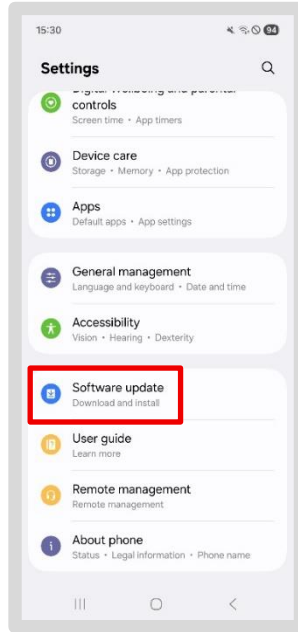 15:30
94
Settings
controls
Screen time • App timers
Device care
Storage • Memory • App protection
Apps
Default apps • App settings
General management
Language and keyboard • Date and time
Accessibility
Vision • Hearing • Dexterity
Software update
Download and install
User guide
Learn more
Remote management
Remote management
About phone
Status • Legal information • Phone name